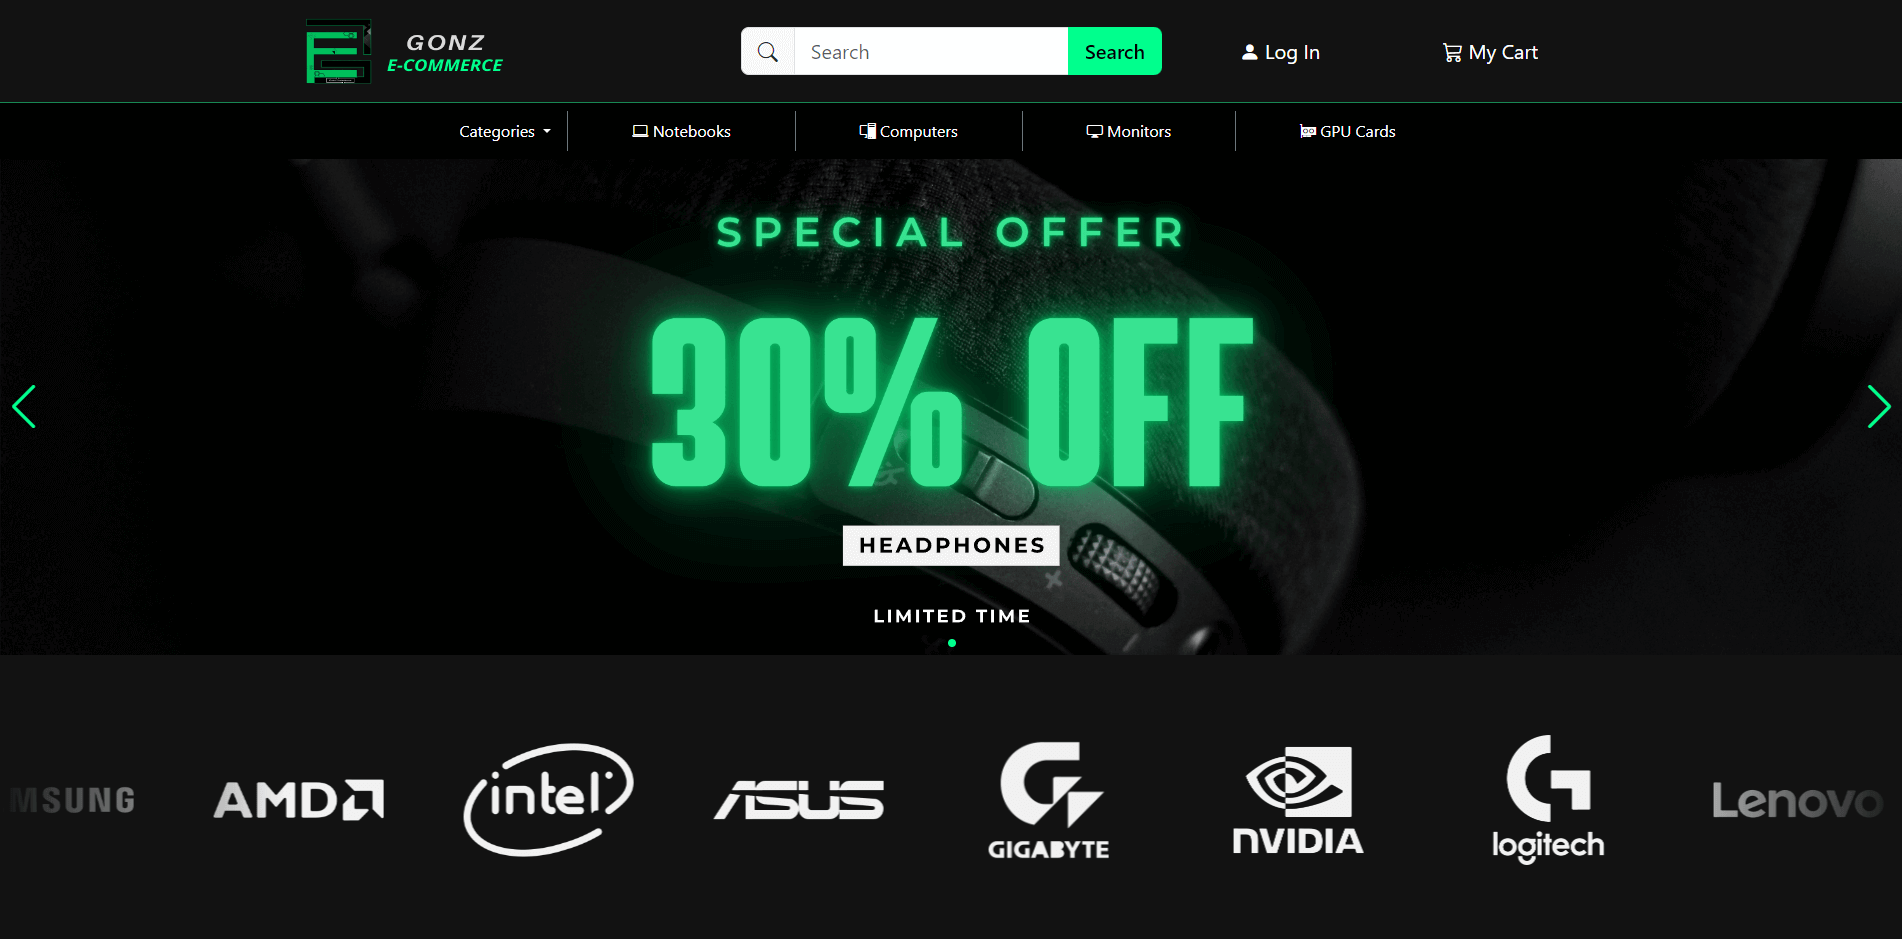 GONZ
E-COMMERCE
Search
Search
Log In
My Cart
Categories
Notebooks
Computers
Monitors
GPU Cards
SPECIAL OFFER
30% OFF
HEADPHONES
LIMITED TIME
MSUNG
AMD
intel
ASUS
GIGABYTE
NVIDIA
logitech
Lenovo